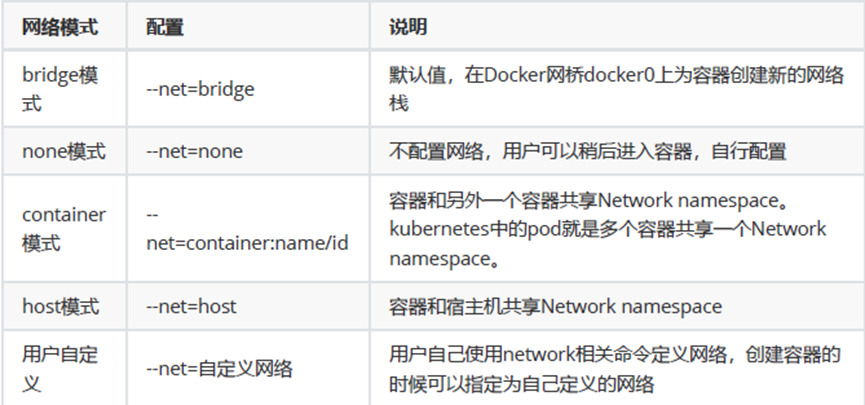 网络模式 配置 说明
bridge模
式
--net=bridge
默认值，在Docker网桥docker0上为容器创建新的网络
栈
none模式 --net=none 不配置网络，用户可以稍后进入容器，自行配置
container
模式
--
net=container:name/id
容器和另外一个容器共享Network namespace。
kubernetes中的pod就是多个容器共享一个Network
namespace。
host模式 --net=host 容器和宿主机共享Network namespace
用户自定
义
--net=自定义网络
用户自己使用network相关命令定义网络，创建容器的
时候可以指定为自己定义的网络